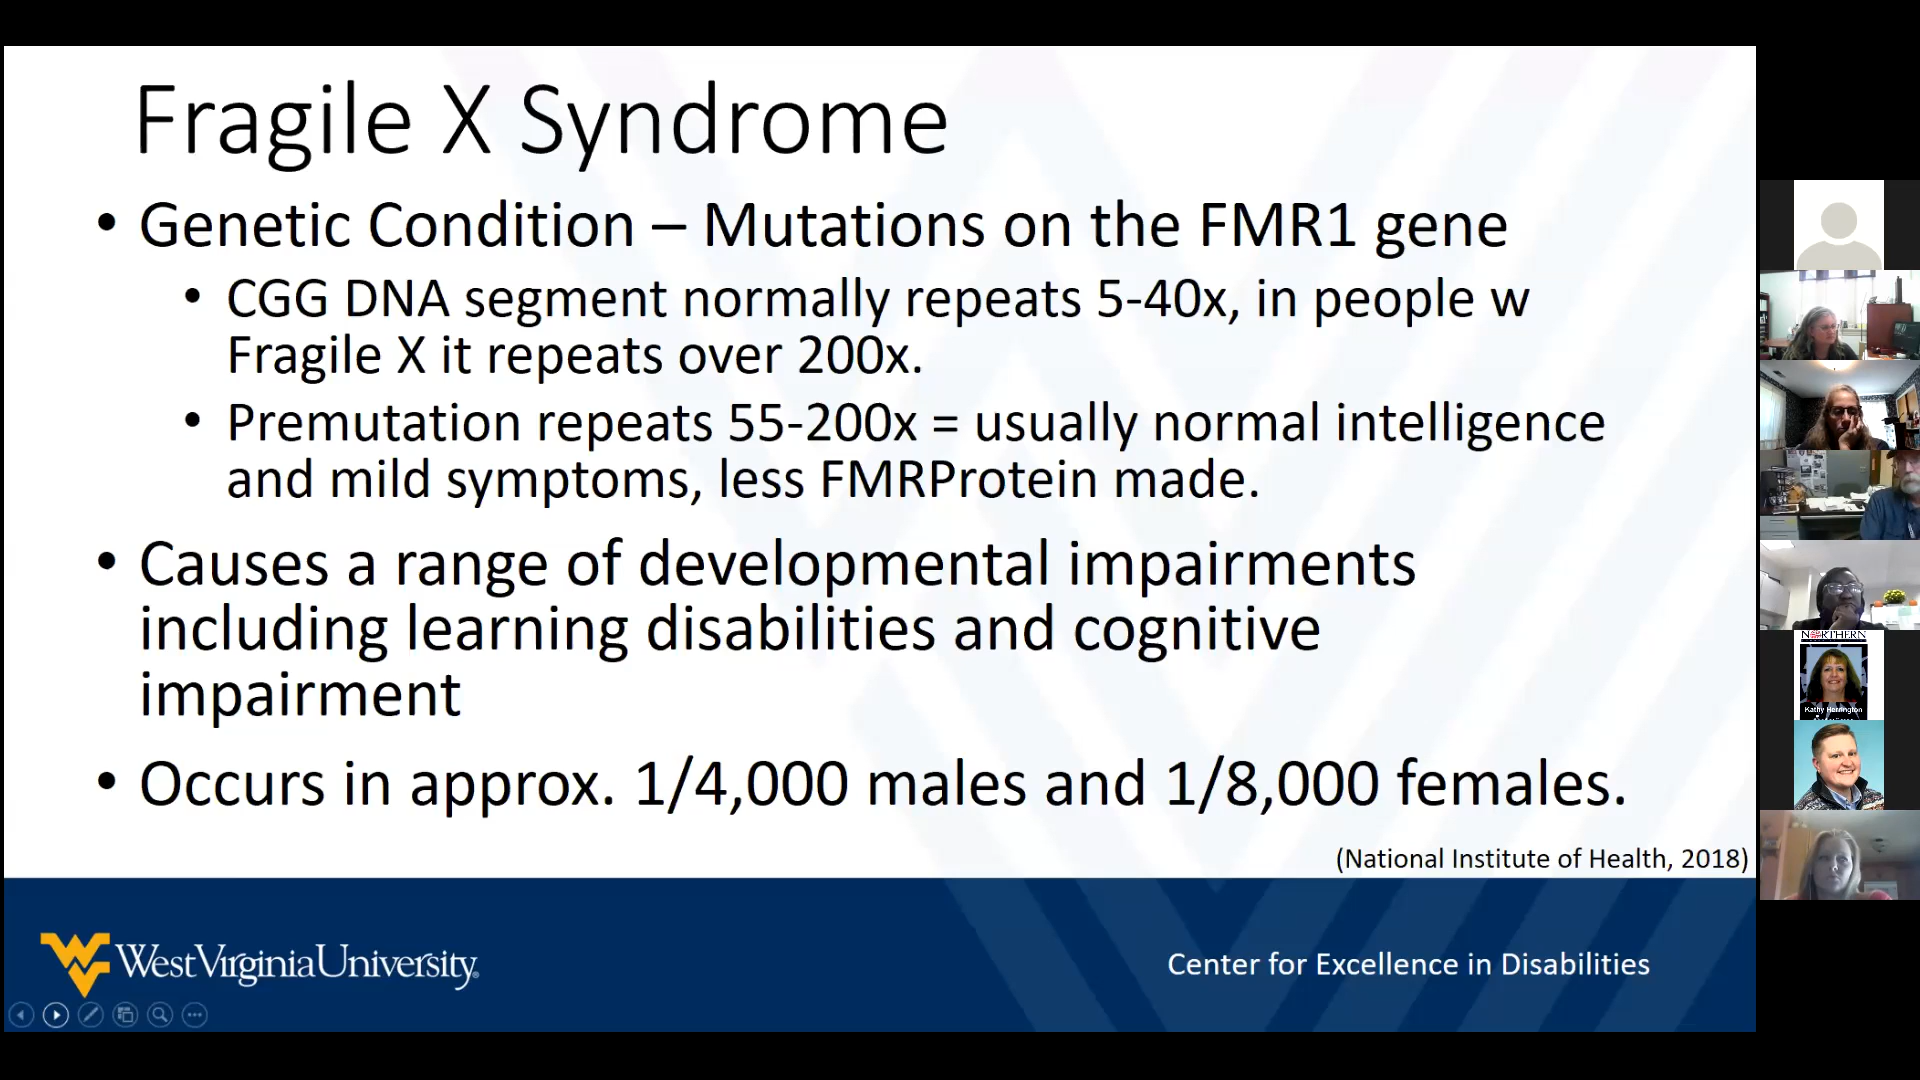 Fragile X Syndrome
• Genetic Condition – Mutations on the FMR1 gene
• CGG DNA segment normally repeats 5-40x, in people w
Fragile X it repeats over 200x.
• Premutation repeats 55-200x = usually normal intelligence
and mild symptoms, less FMRProtein made.
• Causes a range of developmental impairments
including learning disabilities and cognitive
impairment
• Occurs in approx. 1/4,000 males and 1/8,000 females.
(National Institute of Health, 2018)
WestVirginiaUniversity.
Center for Excellence in Disabilities
NORTHERN
Kathy Herrington